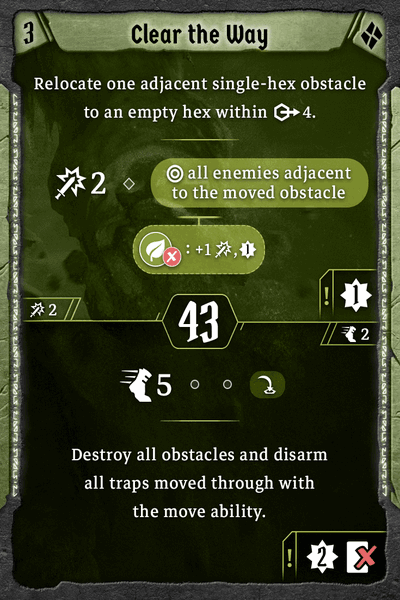 3
Clear the Way
Relocate one adjacent single-hex obstacle
to an empty hex within 4.
2
all enemies adjacent
to the moved obstacle
: +1 ,
! 1
2
43
2
5
Destroy all obstacles and disarm
all traps moved through with
the move ability.
! 2